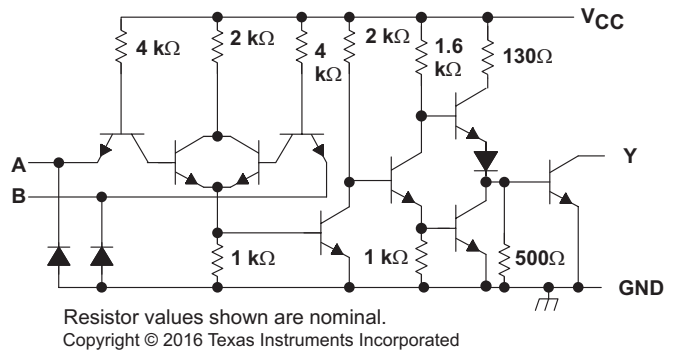 VCC
4 kΩ
2 kΩ
4
kΩ
2 kΩ
1.6
kΩ
130Ω
A
Y
B
1 kΩ
1 kΩ
500Ω
GND
Resistor values shown are nominal.
Copyright © 2016 Texas Instruments Incorporated